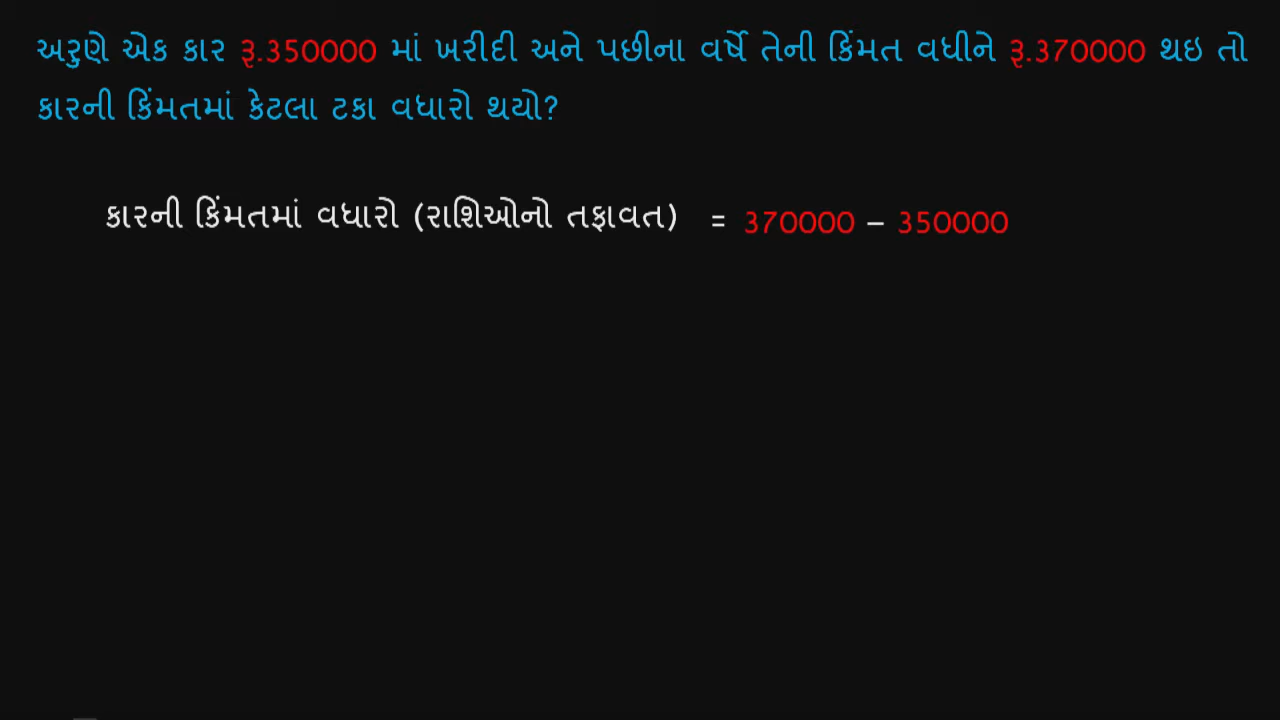 અરુણે એક કાર રૂ.350000 માં ખરીદી અને પછીના વર્ષે તેની કિંમત વધીને રૂ.370000 થઇ તો
કારની કિંમતમાં કેટલા ટકા વધારો થયો?
કારની કિંમતમાં વધારો (રાશિઓનો તફાવત) = 370000 – 350000